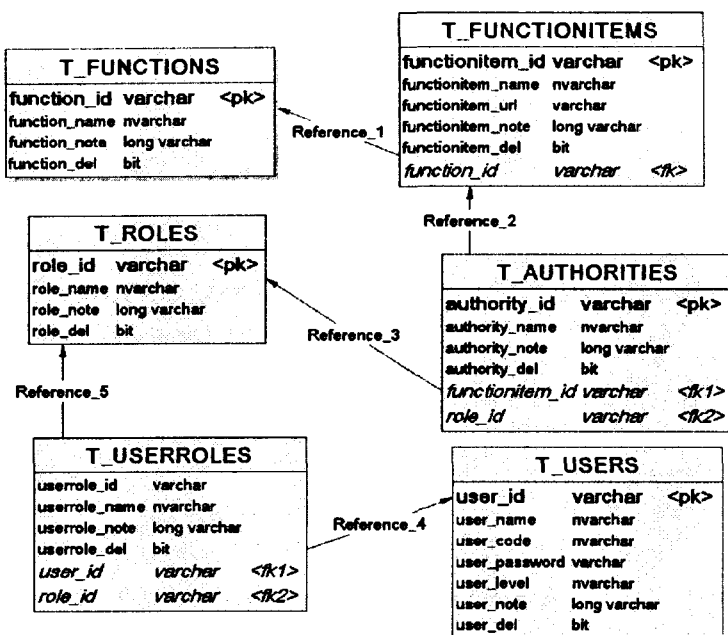 T_FUNCTIONS
function_id varchar <pk>
function_name nvarchar
function_note long varchar
function_del bit
T_FUNCTIONITEMS
functionitem_id varchar <pk>
functionitem_name nvarchar
functionitem_url varchar
functionitem_note long varchar
functionitem_del bit
function_id varchar <fk>
Reference_1
Reference_2
T_ROLES
role_id varchar <pk>
role_name nvarchar
role_note long varchar
role_del bit
T_AUTHORITIES
authority_id varchar <pk>
authority_name nvarchar
authority_note long varchar
authority_del bit
functionitem_id varchar <fk1>
role_id varchar <fk2>
Reference_3
Reference_5
T_USERROLES
userrole_id varchar
userrole_name nvarchar
userrole_note long varchar
userrole_del bit
user_id varchar <fk1>
role_id varchar <fk2>
Reference_4
T_USERS
user_id varchar <pk>
user_name nvarchar
user_code nvarchar
user_password varchar
user_level nvarchar
user_note long varchar
user_del bit